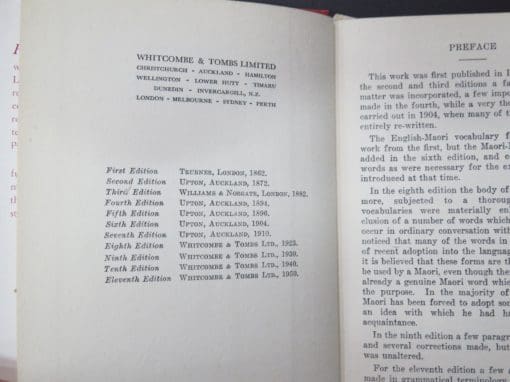 WHITCOMBE & TOMBS LIMITED
CHRISTCHURCH - AUCKLAND - HAMILTON
WELLINGTON - LOWER HUTT - TIMARU
DUNEDIN - INVERCARGILL, N.Z.
LONDON - MELBOURNE - SYDNEY - PERTH
First Edition TRUBNER, LONDON, 1862.
Second Edition UPTON, AUCKLAND, 1872.
Third Edition WILLIAMS & NORGATE, LONDON, 1882.
Fourth Edition UPTON, AUCKLAND, 1894.
Fifth Edition UPTON, AUCKLAND, 1896.
Sixth Edition UPTON, AUCKLAND, 1904.
Seventh Edition UPTON, AUCKLAND, 1910.
Eighth Edition WHITCOMBE & TOMBS LTD., 1923.
Ninth Edition WHITCOMBE & TOMBS LTD., 1930.
Tenth Edition WHITCOMBE & TOMBS LTD., 1940.
Eleventh Edition WHITCOMBE & TOMBS LTD., 1950.
PREFACE
This work was first published in
the second and third editions a
matter was incorporated, a few
made in the fourth, while a very
carried out in 1904, when many of
entirely re-written.
The English-Maori vocabulary
work from the first, but the
added in the sixth edition, and
words as were necessary for the
introduced at that time.
In the eighth edition the body of
more, subjected to a
vocabularies were materially
clusion of a number of words which
occur in ordinary conversation with
noticed that many of the words in
of recent adoption into the
it is believed that these forms are
be used by a Maori, even though the
already a genuine Maori word
the purpose. In the majority of
Maori has been forced to adopt
an idea with which he had
acquaintance.
In the ninth edition a few
and several corrections made, but
was unaltered.
For the eleventh edition a few
made in grammatical terminology